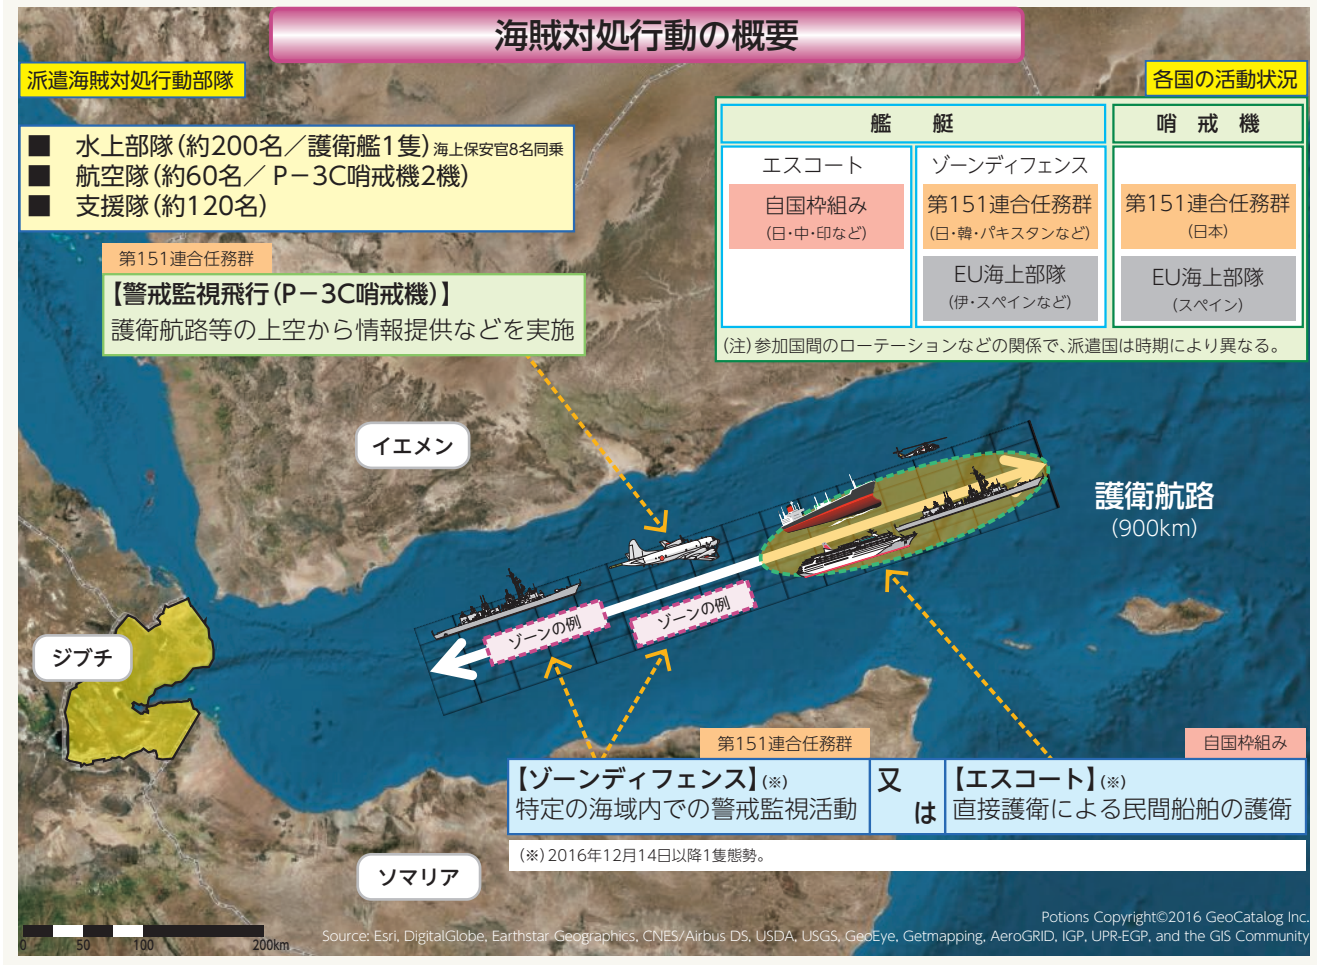 海賊対処行動の概要
派遣海賊対処行動部隊
■ 水上部隊(約200名/護衛艦1隻)海上保安官8名同乗
■ 航空隊(約60名/P-3C哨戒機2機)
■ 支援隊(約120名)
各国の活動状況
艦艇
哨戒機
エスコート
ゾーンディフェンス
自国枠組み
(日・中・印など)
第151連合任務群
(日・韓・パキスタンなど)
第151連合任務群
(日本)
EU海上部隊
(伊・スペインなど)
EU海上部隊
(スペイン)
(注)参加国間のローテーションなどの関係で、派遣国は時期により異なる。
第151連合任務群
【警戒監視飛行(P-3C哨戒機)】
護衛航路等の上空から情報提供などを実施
イエメン
護衛航路
(900km)
ゾーンの例
ゾーンの例
ジブチ
第151連合任務群
自国枠組み
【ゾーンディフェンス】(※)
特定の海域内での警戒監視活動
又は
【エスコート】(※)
直接護衛による民間船舶の護衛
(※)2016年12月14日以降1隻態勢。
ソマリア
0 50 100 200km
Potions Copyright©2016 GeoCatalog Inc.
Source: Esri, DigitalGlobe, Earthstar Geographics, CNES/Airbus DS, USDA, USGS, GeoEye, Getmapping, AeroGRID, IGP, UPR-EGP, and the GIS Community